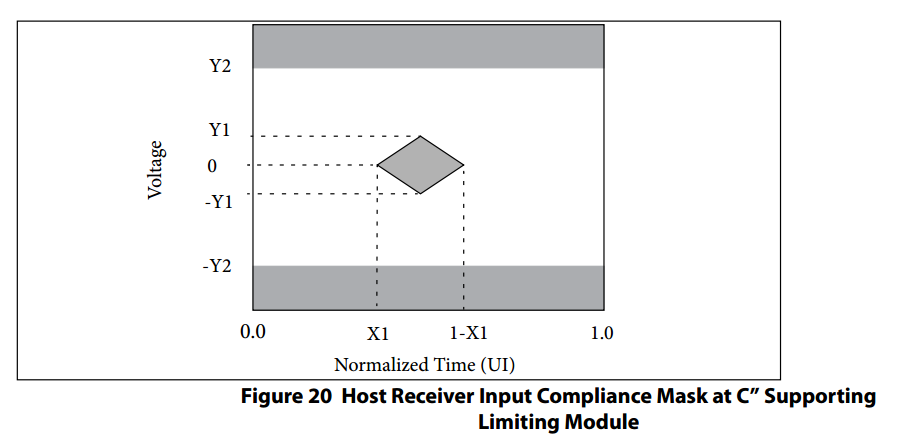 Y2
Y1
Voltage
0
-Y1
-Y2
0.0 X1 1-X1 1.0
Normalized Time (UI)
Figure 20 Host Receiver Input Compliance Mask at C” Supporting
Limiting Module